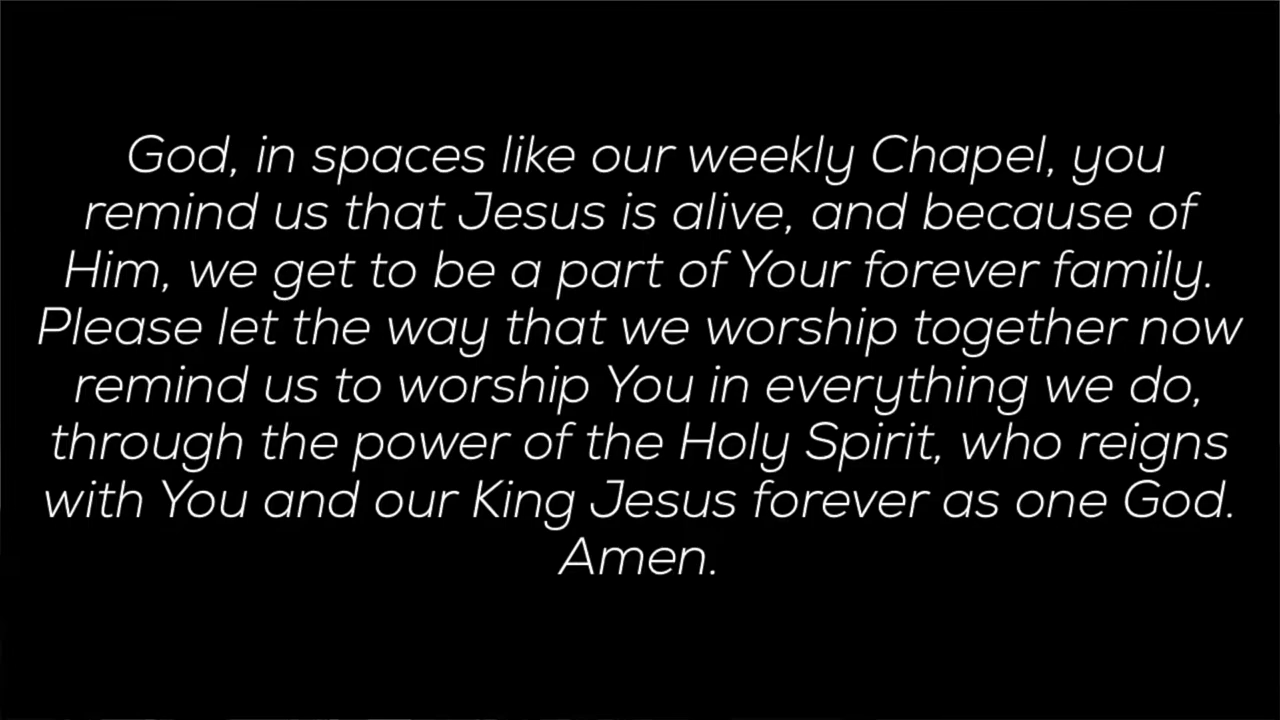 God, in spaces like our weekly Chapel, you
remind us that Jesus is alive, and because of
Him, we get to be a part of Your forever family.
Please let the way that we worship together now
remind us to worship You in everything we do,
through the power of the Holy Spirit, who reigns
with You and our King Jesus forever as one God.
Amen.